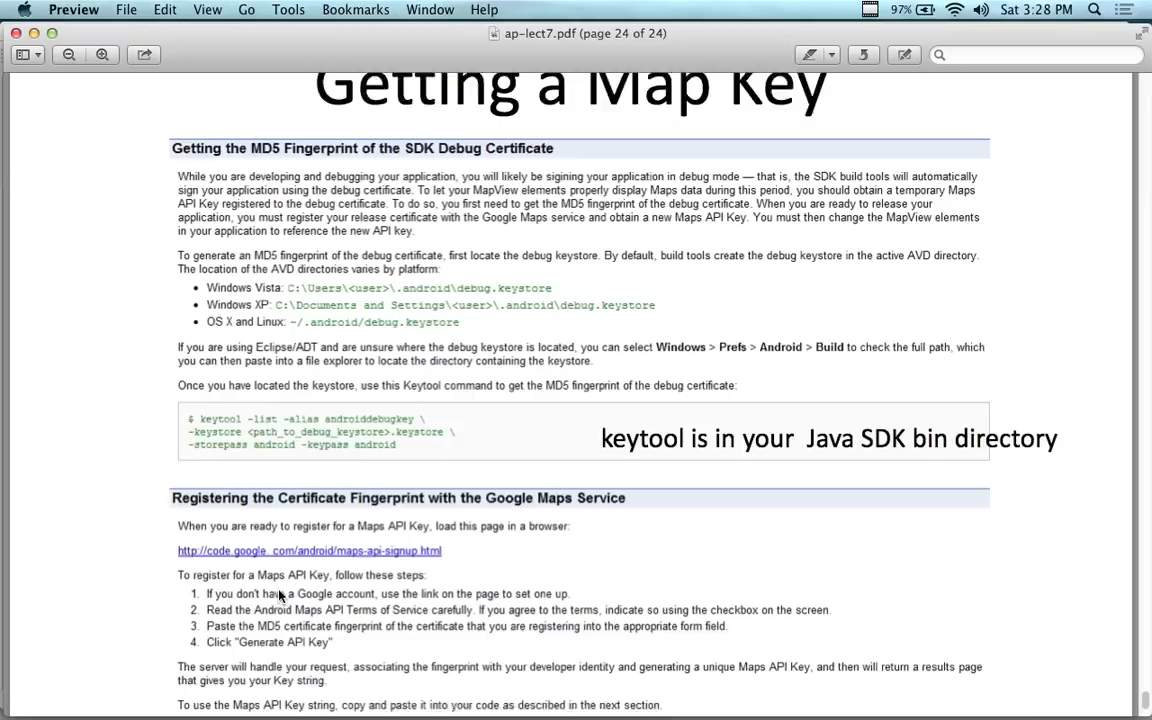 Preview File Edit View Go Tools Bookmarks Window Help 97% Sat 3:28 PM
ap-lect7.pdf (page 24 of 24)
Getting a Map Key
Getting the MD5 Fingerprint of the SDK Debug Certificate
While you are developing and debugging your application, you will likely be sigining your application in debug mode — that is, the SDK build tools will automatically
sign your application using the debug certificate. To let your MapView elements properly display Maps data during this period, you should obtain a temporary Maps
API Key registered to the debug certificate. To do so, you first need to get the MD5 fingerprint of the debug certificate. When you are ready to release your
application, you must register your release certificate with the Google Maps service and obtain a new Maps API Key. You must then change the MapView elements
in your application to reference the new API key.
To generate an MD5 fingerprint of the debug certificate, first locate the debug keystore. By default, build tools create the debug keystore in the active AVD directory.
The location of the AVD directories varies by platform:
• Windows Vista: C:\Users\<user>\.android\debug.keystore
• Windows XP: C:\Documents and Settings\<user>\.android\debug.keystore
• OS X and Linux: ~/.android/debug.keystore
If you are using Eclipse/ADT and are unsure where the debug keystore is located, you can select Windows > Prefs > Android > Build to check the full path, which
you can then paste into a file explorer to locate the directory containing the keystore.
Once you have located the keystore, use this Keytool command to get the MD5 fingerprint of the debug certificate:
$ keytool -list -alias androiddebugkey \
-keystore <path_to_debug_keystore>.keystore \
-storepass android -keypass android
keytool is in your Java SDK bin directory
Registering the Certificate Fingerprint with the Google Maps Service
When you are ready to register for a Maps API Key, load this page in a browser:
http://code.google. com/android/maps-api-signup.html
To register for a Maps API Key, follow these steps:
1. If you don't have a Google account, use the link on the page to set one up.
2. Read the Android Maps API Terms of Service carefully. If you agree to the terms, indicate so using the checkbox on the screen.
3. Paste the MD5 certificate fingerprint of the certificate that you are registering into the appropriate form field.
4. Click "Generate API Key"
The server will handle your request, associating the fingerprint with your developer identity and generating a unique Maps API Key, and then will return a results page
that gives you your Key string.
To use the Maps API Key string, copy and paste it into your code as described in the next section.